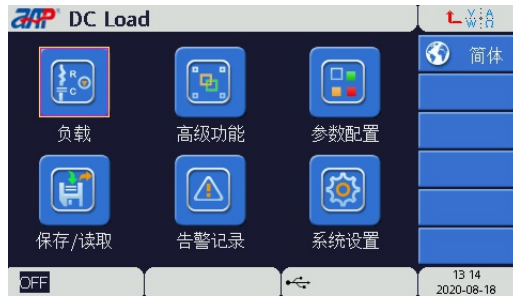 DC Load
简体
R
C
负载
高级功能
参数配置
保存/读取
告警记录
系统设置
OFF
13 14
2020-08-18